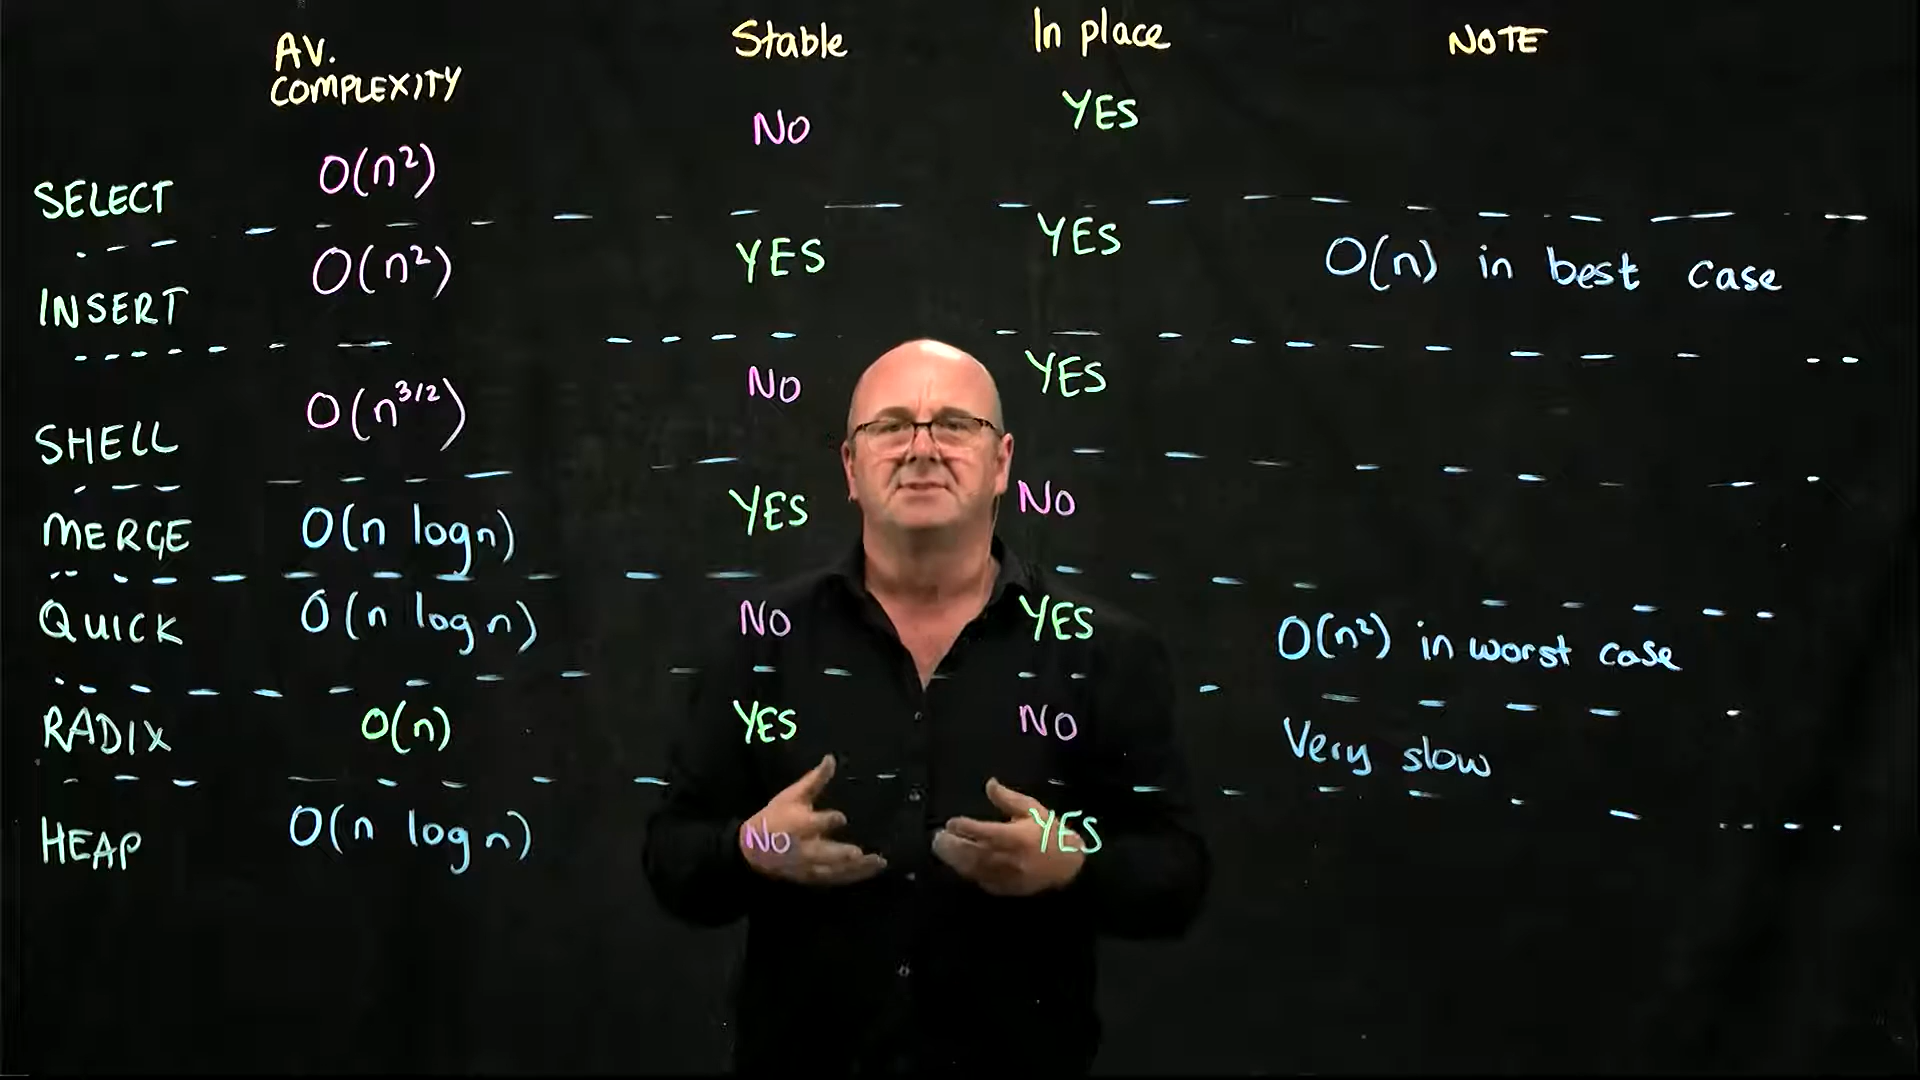 AV. COMPLEXITY Stable In place NOTE
SELECT O(n²) NO YES
INSERT O(n²) YES YES O(n) in best case
SHELL O(n³/²) NO YES
MERGE O(n log n) YES NO
QUICK O(n log n) NO YES O(n²) in worst case
RADIX O(n) YES NO Very slow
HEAP O(n log n) NO YES